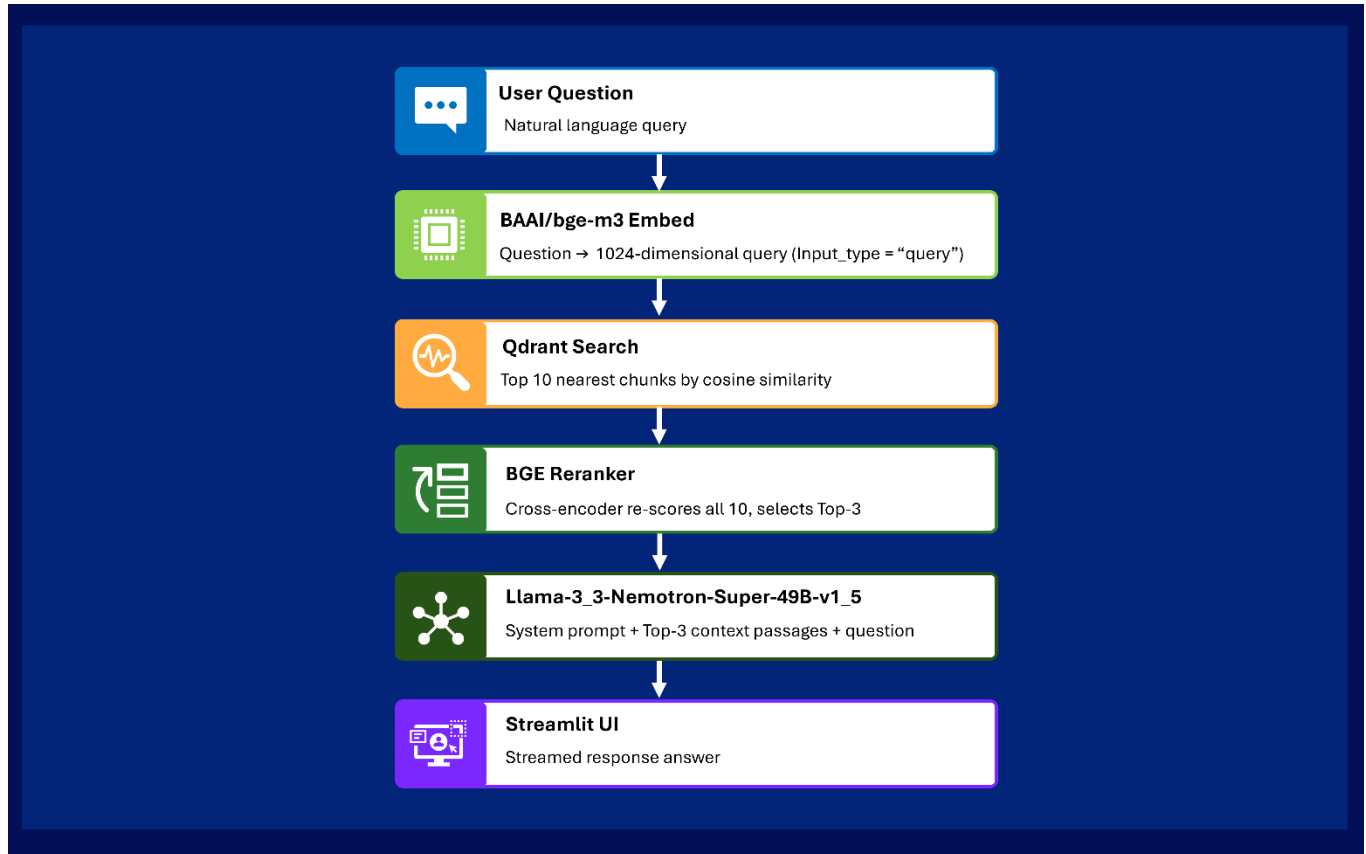 User Question
Natural language query
BAAI/bge-m3 Embed
Question → 1024-dimensional query (Input_type = “query”)
Qdrant Search
Top 10 nearest chunks by cosine similarity
BGE Reranker
Cross-encoder re-scores all 10, selects Top-3
Llama-3_3-Nemotron-Super-49B-v1_5
System prompt + Top-3 context passages + question
Streamlit UI
Streamed response answer